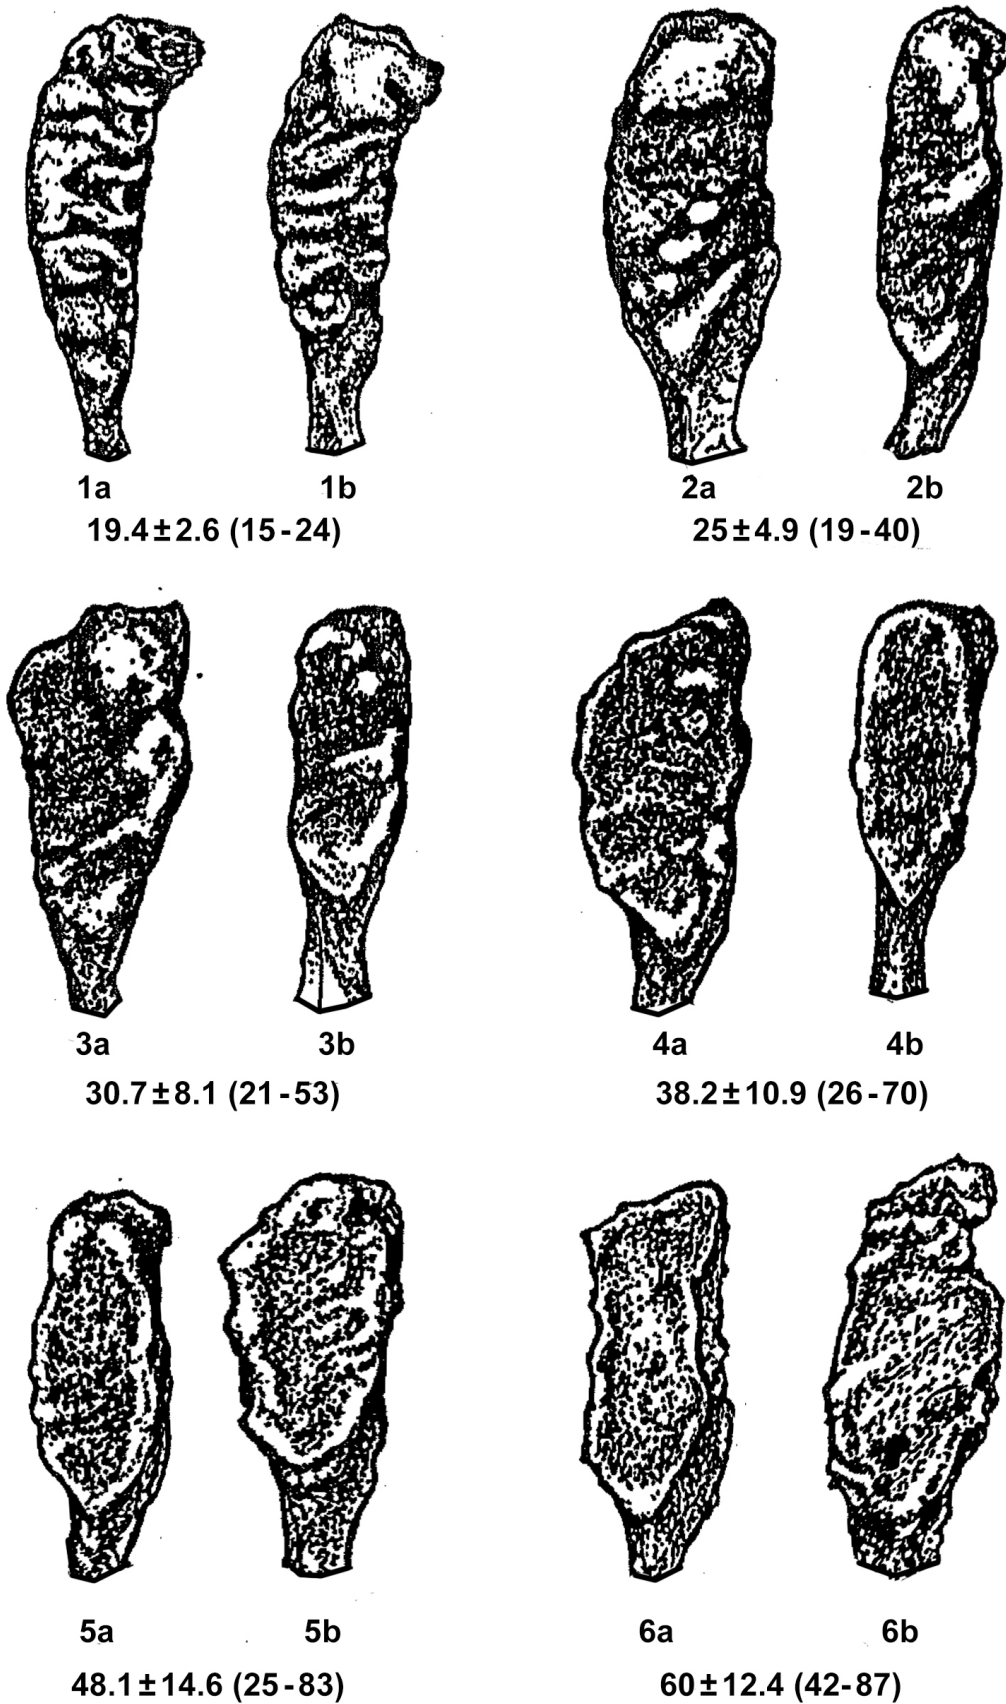 1a 1b 2a 2b
19.4±2.6 (15-24) 25±4.9 (19-40)
3a 3b 4a 4b
30.7±8.1 (21-53) 38.2±10.9 (26-70)
5a 5b 6a 6b
48.1±14.6 (25-83) 60±12.4 (42-87)